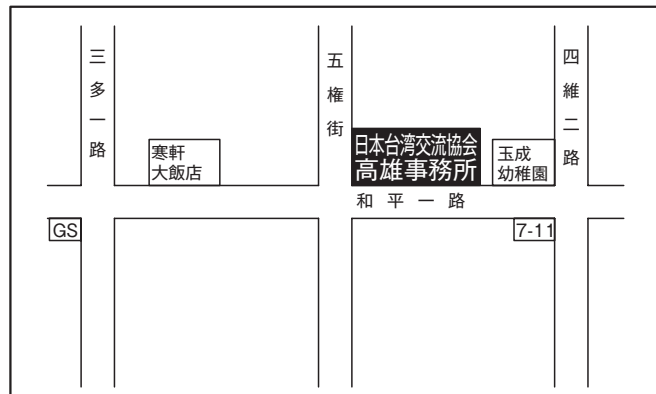 三多一路
五権街
四維二路
寒軒
大飯店
日本台湾交流協会
高雄事務所
玉成
幼稚園
和平一路
GS
7-11